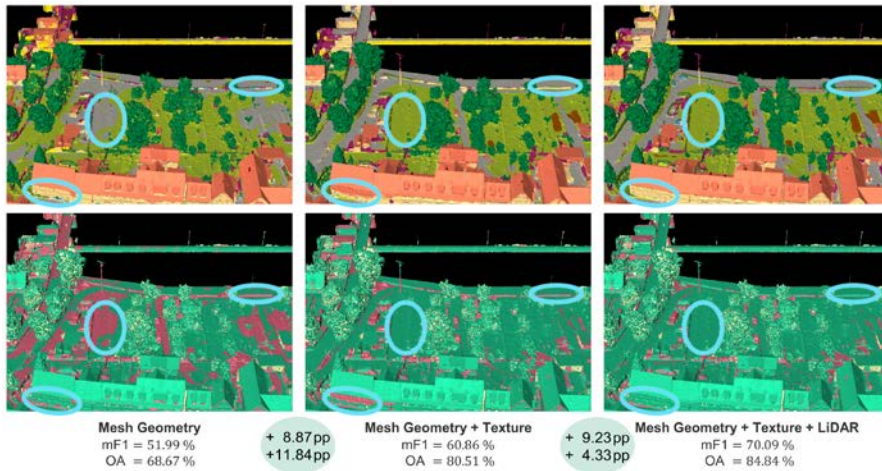 Mesh Geometry
mF1 = 51.99 %
OA = 68.67 %
+ 8.87pp
+11.84pp
Mesh Geometry + Texture
mF1 = 60.86 %
OA = 80.51 %
+ 9.23pp
+ 4.33pp
Mesh Geometry + Texture + LiDAR
mF1 = 70.09 %
OA = 84.84 %